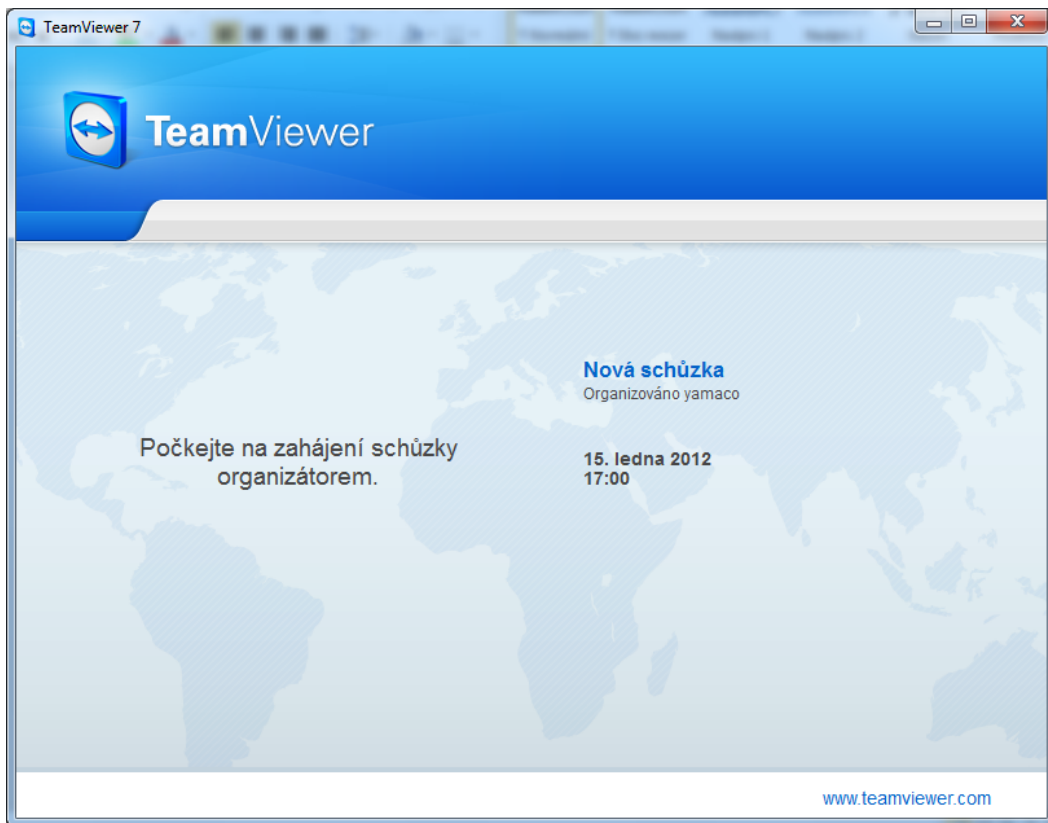 TeamViewer 7
TeamViewer
Nová schůzka
Organizováno yamaco
Počkejte na zahájení schůzky
organizátorem.
15. ledna 2012
17:00
www.teamviewer.com